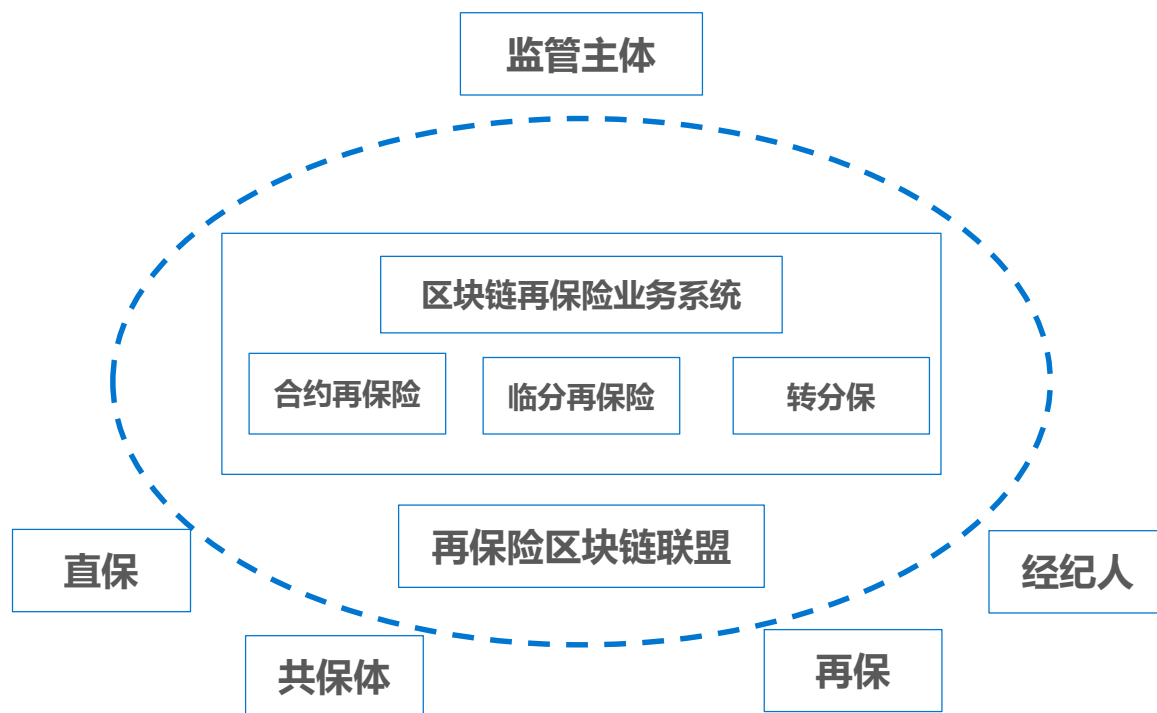 监管主体
区块链再保险业务系统
合约再保险
临分再保险
转分保
再保险区块链联盟
直保
经纪人
共保体
再保